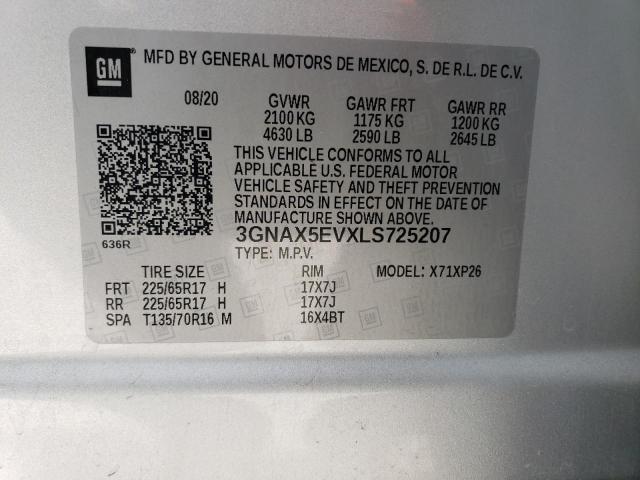 GM
MFD BY GENERAL MOTORS DE MEXICO, S. DE R.L. DE C.V.
08/20 GVWR GAWR FRT GAWR RR
2100 KG 1175 KG 1200 KG
4630 LB 2590 LB 2645 LB
THIS VEHICLE CONFORMS TO ALL
APPLICABLE U.S. FEDERAL MOTOR
VEHICLE SAFETY AND THEFT PREVENTION
STANDARDS IN EFFECT ON THE DATE OF
MANUFACTURE SHOWN ABOVE.
636R
3GNAX5EVXLS725207
TYPE: M.P.V.
TIRE SIZE RIM MODEL: X71XP26
FRT 225/65R17 H 17X7J
RR 225/65R17 H 17X7J
SPA T135/70R16 M 16X4BT